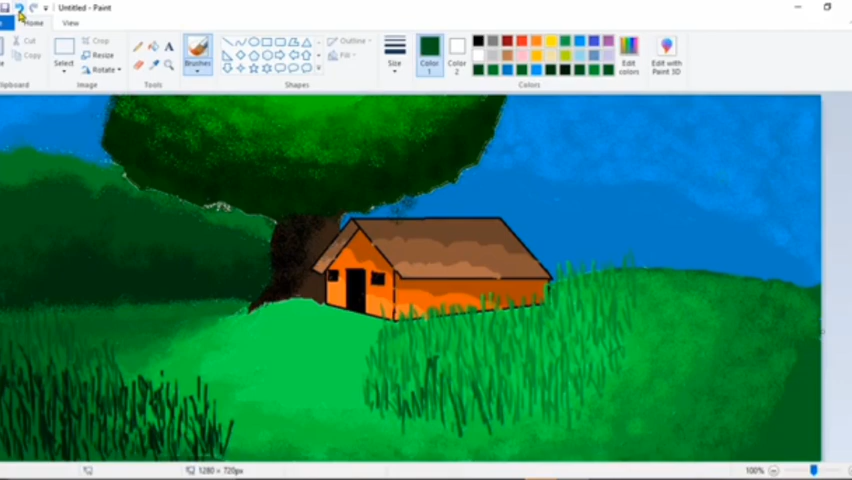 Untitled - Paint
Home View
Cut
Copy
Select
Crop
Resize
Rotate
Brushes
Outline
Fill
Size
Color
1
Color
2
Edit
colors
Edit with
Paint 3D
Image Tools Shapes Colors
1280 × 720px
100%